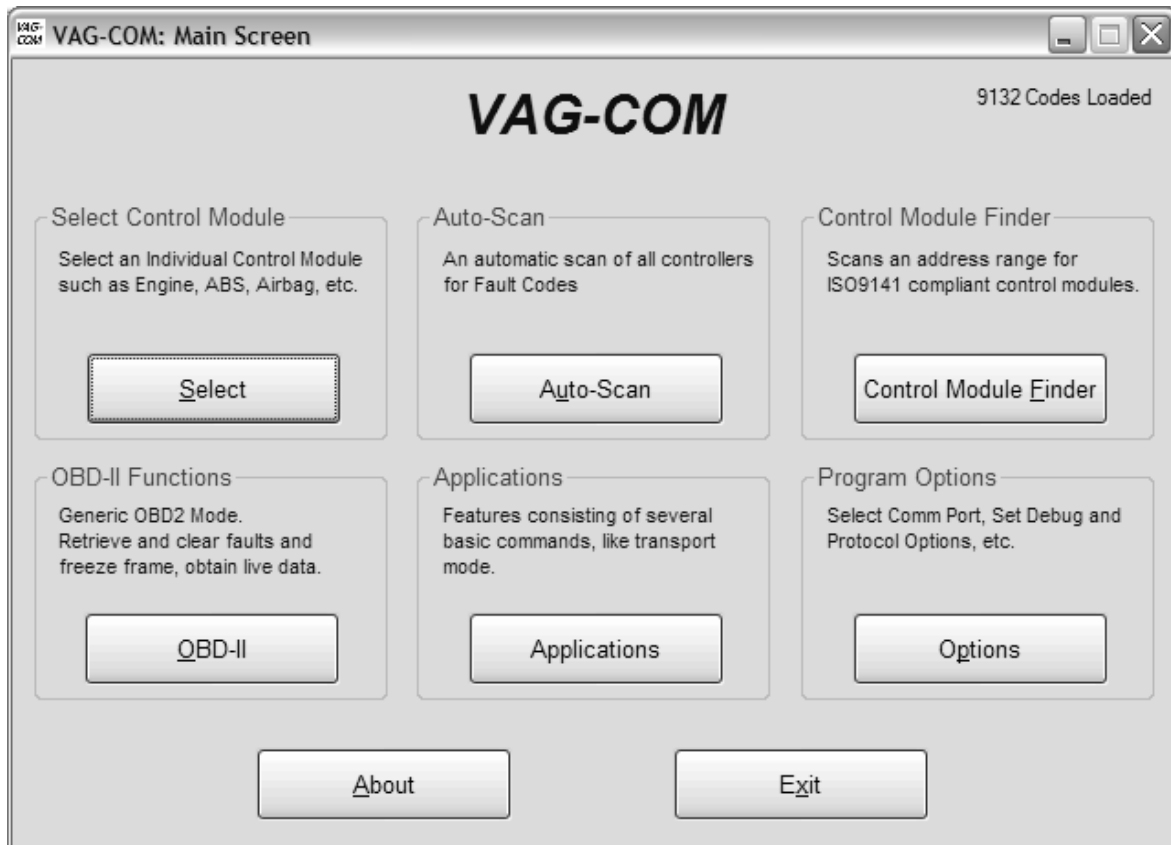 VAG-COM
VAG-COM: Main Screen
VAG-COM
9132 Codes Loaded
Select Control Module
Select an Individual Control Module
such as Engine, ABS, Airbag, etc.
Select
Auto-Scan
An automatic scan of all controllers
for Fault Codes
Auto-Scan
Control Module Finder
Scans an address range for
ISO9141 compliant control modules.
Control Module Finder
OBD-II Functions
Generic OBD2 Mode.
Retrieve and clear faults and
freeze frame, obtain live data.
OBD-II
Applications
Features consisting of several
basic commands, like transport
mode.
Applications
Program Options
Select Comm Port, Set Debug and
Protocol Options, etc.
Options
About
Exit